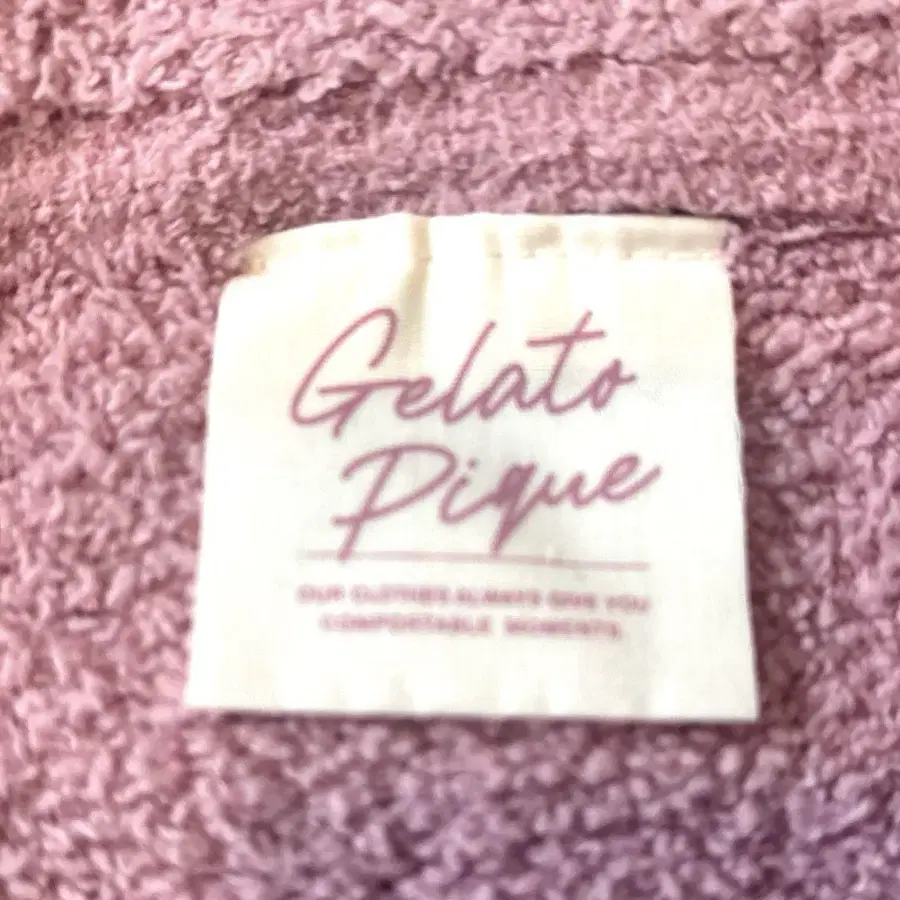 Gelato
Pique
OUR CLOTHES ALWAYS GIVE YOU
COMFORTABLE MOMENTS.